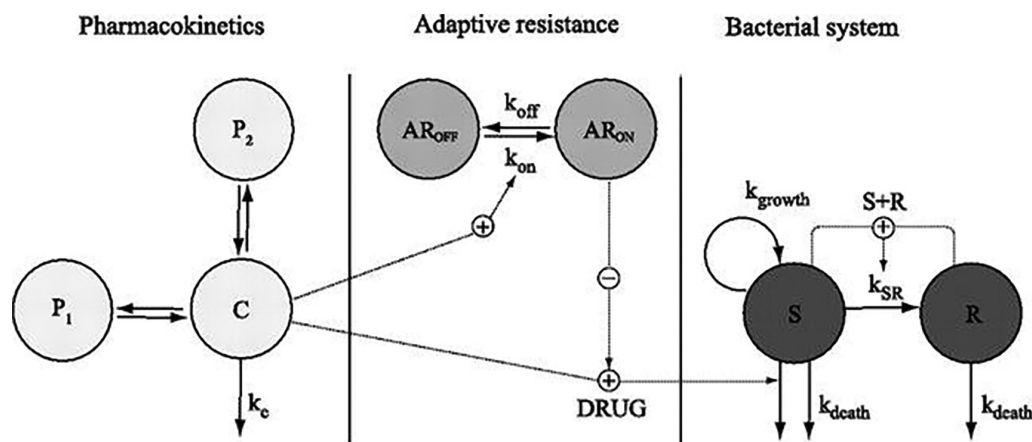 Pharmacokinetics
Adaptive resistance
Bacterial system
P2
P1
C
ke
AROFF
ARON
koff
kon
+
−
+
DRUG
kgrowth
S+R
+
kSR
S
R
kdeath
kdeath